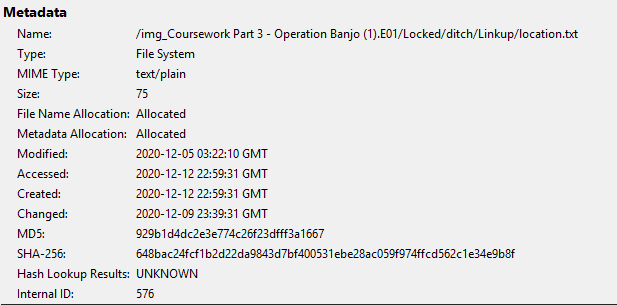 Metadata
Name: /img_Coursework Part 3 - Operation Banjo (1).E01/Locked/ditch/Linkup/location.txt
Type: File System
MIME Type: text/plain
Size: 75
File Name Allocation: Allocated
Metadata Allocation: Allocated
Modified: 2020-12-05 03:22:10 GMT
Accessed: 2020-12-12 22:59:31 GMT
Created: 2020-12-12 22:59:31 GMT
Changed: 2020-12-09 23:39:31 GMT
MD5: 929b1d4dc2e3e774c26f23dfff3a1667
SHA-256: 648bac24fcf1b2d22da9843d7bf400531ebe28ac059f974ffcd562c1e34e9b8f
Hash Lookup Results: UNKNOWN
Internal ID: 576